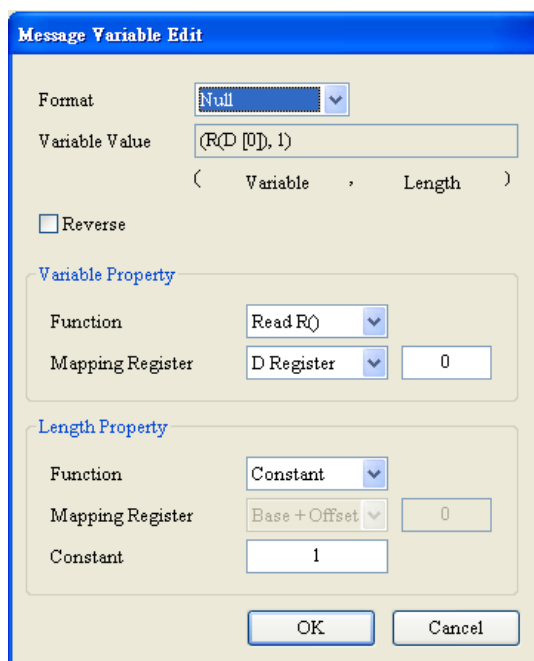 Message Variable Edit
Format Null
Variable Value (R(D [0]), 1)
( Variable , Length )
Reverse
Variable Property
Function Read R()
Mapping Register D Register 0
Length Property
Function Constant
Mapping Register Base + Offset 0
Constant 1
OK Cancel